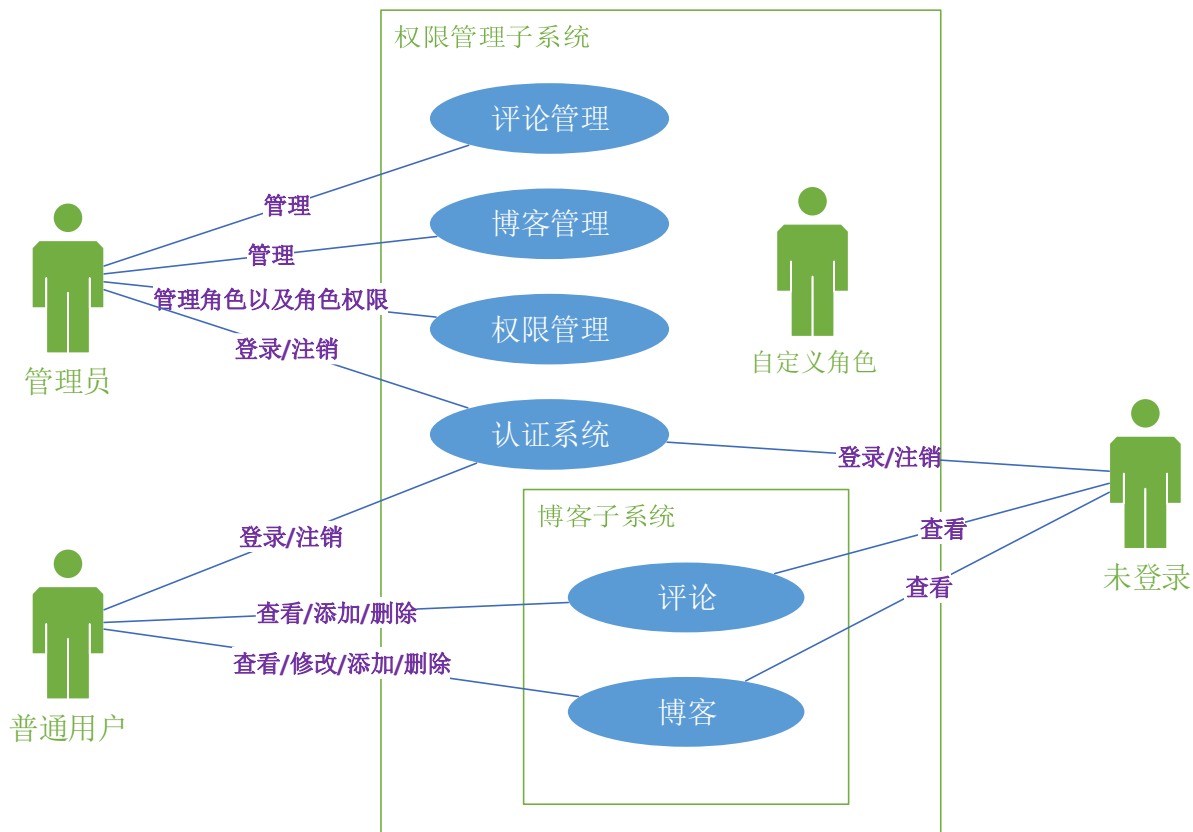 权限管理子系统
评论管理
管理
博客管理
管理
管理角色以及角色权限
权限管理
登录/注销
自定义角色
管理员
认证系统
登录/注销
博客子系统
登录/注销
查看
未登录
评论
查看
查看/添加/删除
查看/修改/添加/删除
博客
普通用户